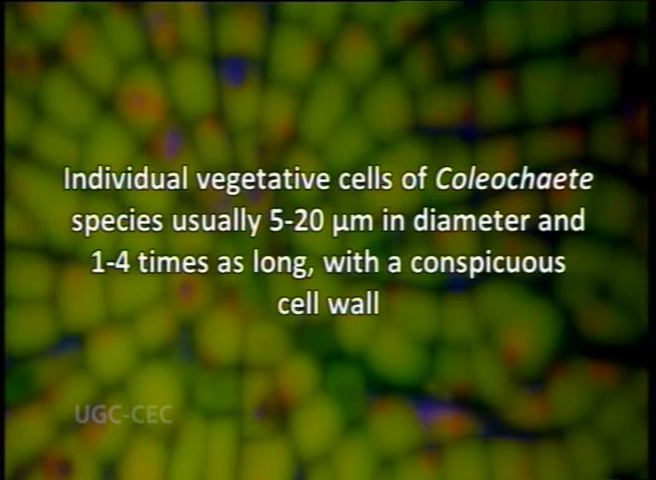 Individual vegetative cells of Coleochaete
species usually 5-20 µm in diameter and
1-4 times as long, with a conspicuous
cell wall
UGC-CEC